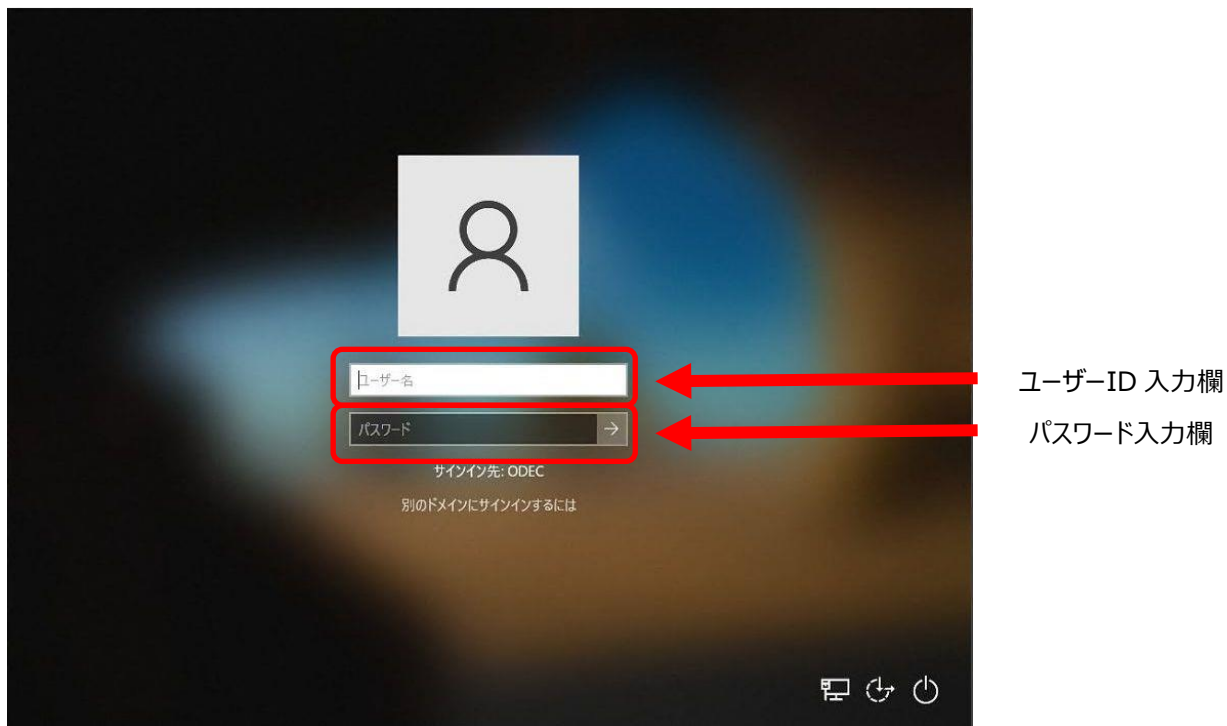 ユーザー名
ユーザーID 入力欄
パスワード
パスワード入力欄
サインイン先: ODEC
別のドメインにサインインするには